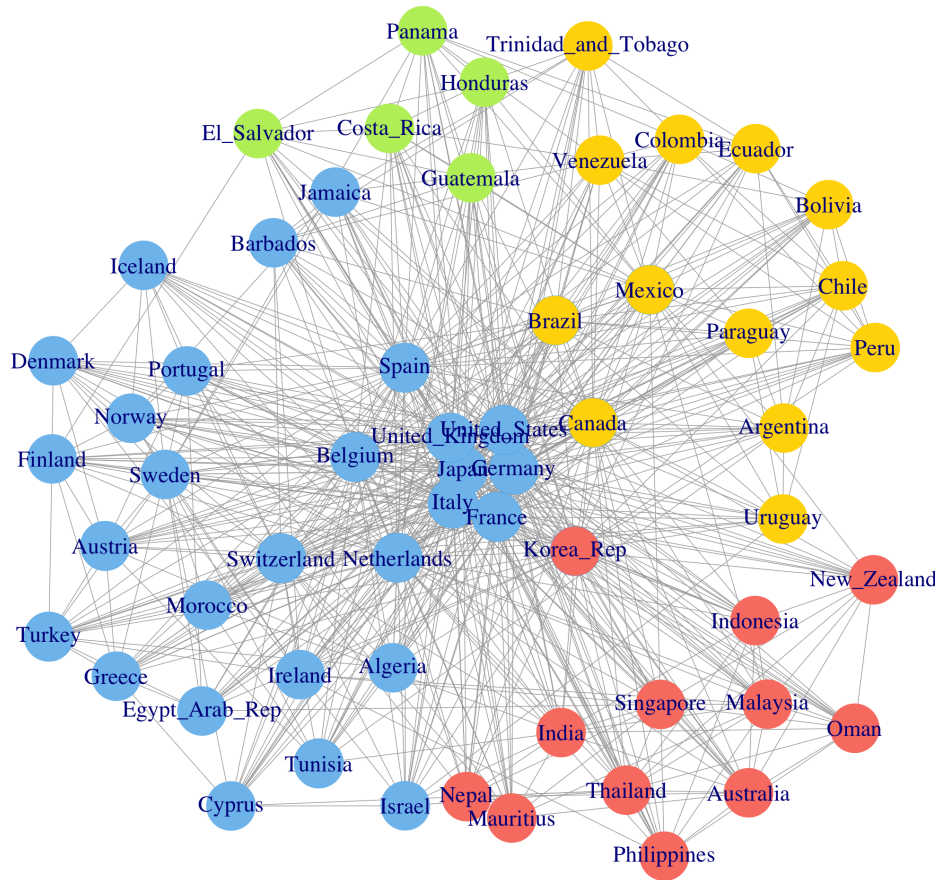 Panama
Trinidad_and_Tobago
Honduras
El_Salvador
Costa_Rica
Colombia
Ecuador
Venezuela
Guatemala
Jamaica
Bolivia
Barbados
Iceland
Mexico
Chile
Brazil
Paraguay
Peru
Denmark
Portugal
Spain
Norway
Canada
Argentina
United_States
United_Kingdom
Finland
Sweden
Belgium
Japan
Germany
Italy
France
Uruguay
Austria
Switzerland
Netherlands
Korea_Rep
New_Zealand
Morocco
Indonesia
Turkey
Greece
Ireland
Algeria
Egypt_Arab_Rep
Singapore
Malaysia
India
Oman
Tunisia
Cyprus
Israel
Nepal
Thailand
Australia
Mauritius
Philippines